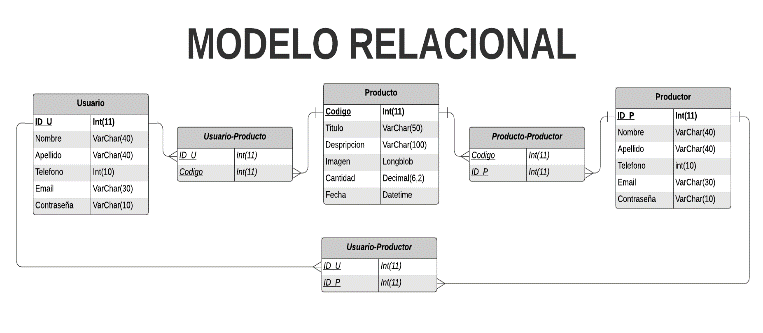 MODELO RELACIONAL
Usuario
ID_U Int(11)
Nombre VarChar(40)
Apellido VarChar(40)
Telefono Int(10)
Email VarChar(30)
Contraseña VarChar(10)
Usuario-Producto
ID_U Int(11)
Codigo Int(11)
Producto
Codigo Int(11)
Titulo VarChar(50)
Despripcion VarChar(100)
Imagen Longblob
Cantidad Decimal(6,2)
Fecha Datetime
Producto-Productor
Codigo Int(11)
ID_P Int(11)
Productor
ID_P Int(11)
Nombre VarChar(40)
Apellido VarChar(40)
Telefono int(10)
Email VarChar(30)
Contraseña VarChar(10)
Usuario-Productor
ID_U Int(11)
ID_P Int(11)